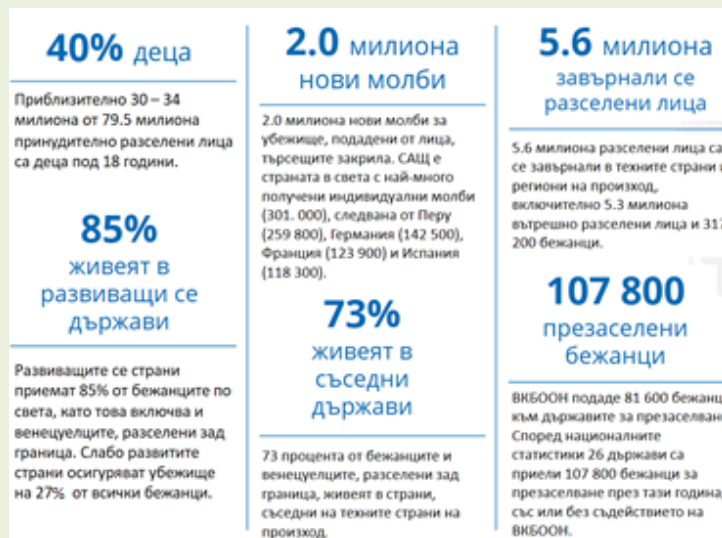 40% деца
Приблизително 30 – 34
милиона от 79.5 милиона
принудително разселени лица
са деца под 18 години.
85%
живеят в
развиващи се
държави
Развиващите се страни
приемат 85% от бежанците по
света, като това включва и
венецуелците, разселени зад
граница. Слабо развитите
страни осигуряват убежище
на 27% от всички бежанци.
2.0 милиона
нови молби
2.0 милиона нови молби за
убежище, подадени от лица,
търсещите закрила. САЩ е
страната в света с най-много
получени индивидуални молби
(301. 000), следвана от Перу
(259 800), Германия (142 500),
Франция (123 900) и Испания
(118 300).
73%
живеят в
съседни
държави
73 процента от бежанците и
венецуелците, разселени зад
граница, живеят в страни,
съседни на техните страни на
произход.
5.6 милиона
завърнали се
разселени лица
5.6 милиона разселени лица са
се завърнали в техните страни
региони на произход,
включително 5.3 милиона
вътрешно разселени лица и 317
200 бежанци.
107 800
презаселени
бежанци
ВКБООН подаде 81 600 бежанц
към държавите за презаселван
Според националните
статистики 26 държави са
приели 107 800 бежанци за
презаселване през тази година,
със или без съдействието на
ВКБООН.